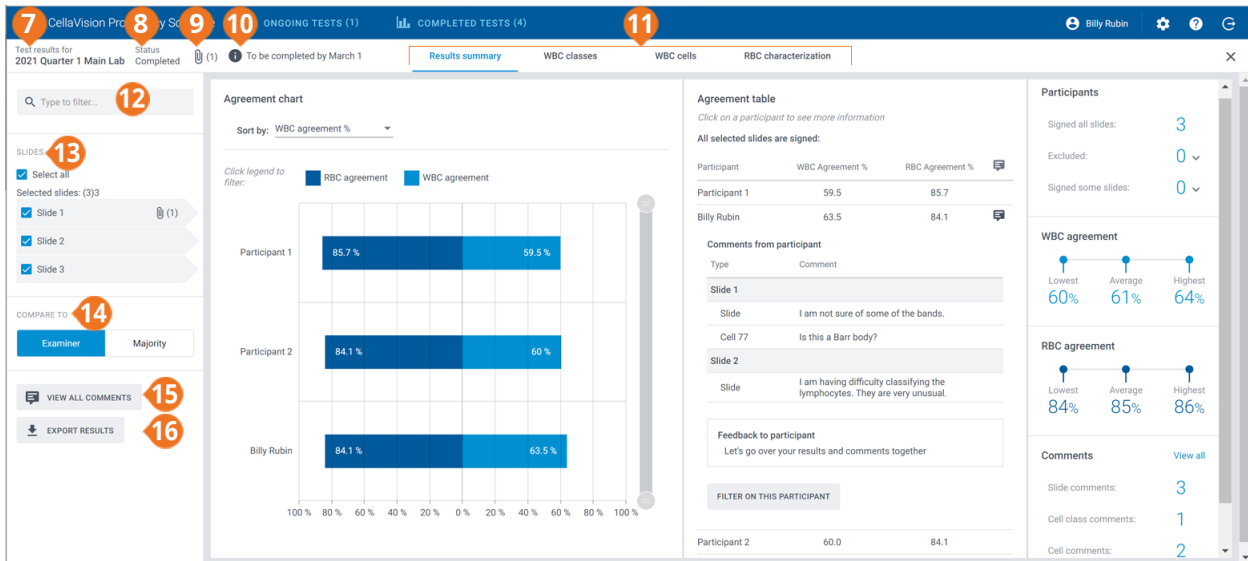 7 8 9 10 11
CellaVision Pro
ONGOING TESTS (1)
COMPLETED TESTS (4)
Billy Rubin
Test results for
2021 Quarter 1 Main Lab
Status
Completed
(1)
To be completed by March 1
Results summary
WBC classes
WBC cells
RBC characterization
Type to filter...
12
SLIDES
13
Select all
Selected slides: (3)3
Slide 1
(1)
Slide 2
Slide 3
COMPARE TO
14
Examiner
Majority
VIEW ALL COMMENTS
15
EXPORT RESULTS
16
Agreement chart
Sort by: WBC agreement %
Click legend to
filter:
RBC agreement
WBC agreement
Participant 1
85.7 %
59.5 %
Participant 2
84.1 %
60 %
Billy Rubin
84.1 %
63.5 %
100 % 80 % 60 % 40 % 20 % 0 % 20 % 40 % 60 % 80 % 100 %
Agreement table
Click on a participant to see more information
All selected slides are signed:
Participant WBC Agreement % RBC Agreement %
Participant 1 59.5 85.7
Billy Rubin 63.5 84.1
Comments from participant
Type Comment
Slide 1
Slide I am not sure of some of the bands.
Cell 77 Is this a Barr body?
Slide 2
Slide I am having difficulty classifying the
lymphocytes. They are very unusual.
Feedback to participant
Let's go over your results and comments together
FILTER ON THIS PARTICIPANT
Participant 2 60.0 84.1
Participants
Signed all slides: 3
Excluded: 0
Signed some slides: 0
WBC agreement
Lowest Average Highest
60% 61% 64%
RBC agreement
Lowest Average Highest
84% 85% 86%
Comments View all
Slide comments: 3
Cell class comments: 1
Cell comments: 2